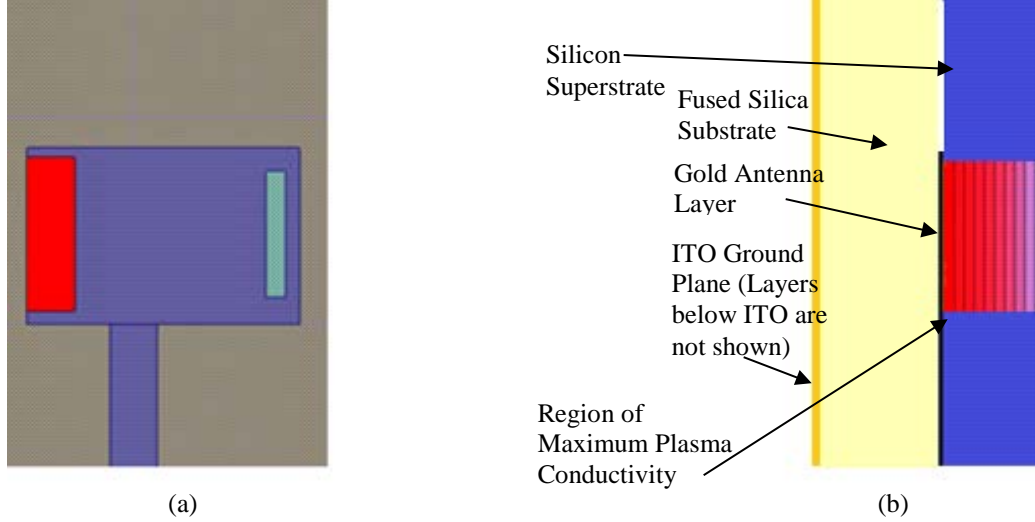 Silicon
Superstrate
Fused Silica
Substrate
Gold Antenna
Layer
ITO Ground
Plane (Layers
below ITO are
not shown)
Region of
Maximum Plasma
Conductivity
(a)
(b)